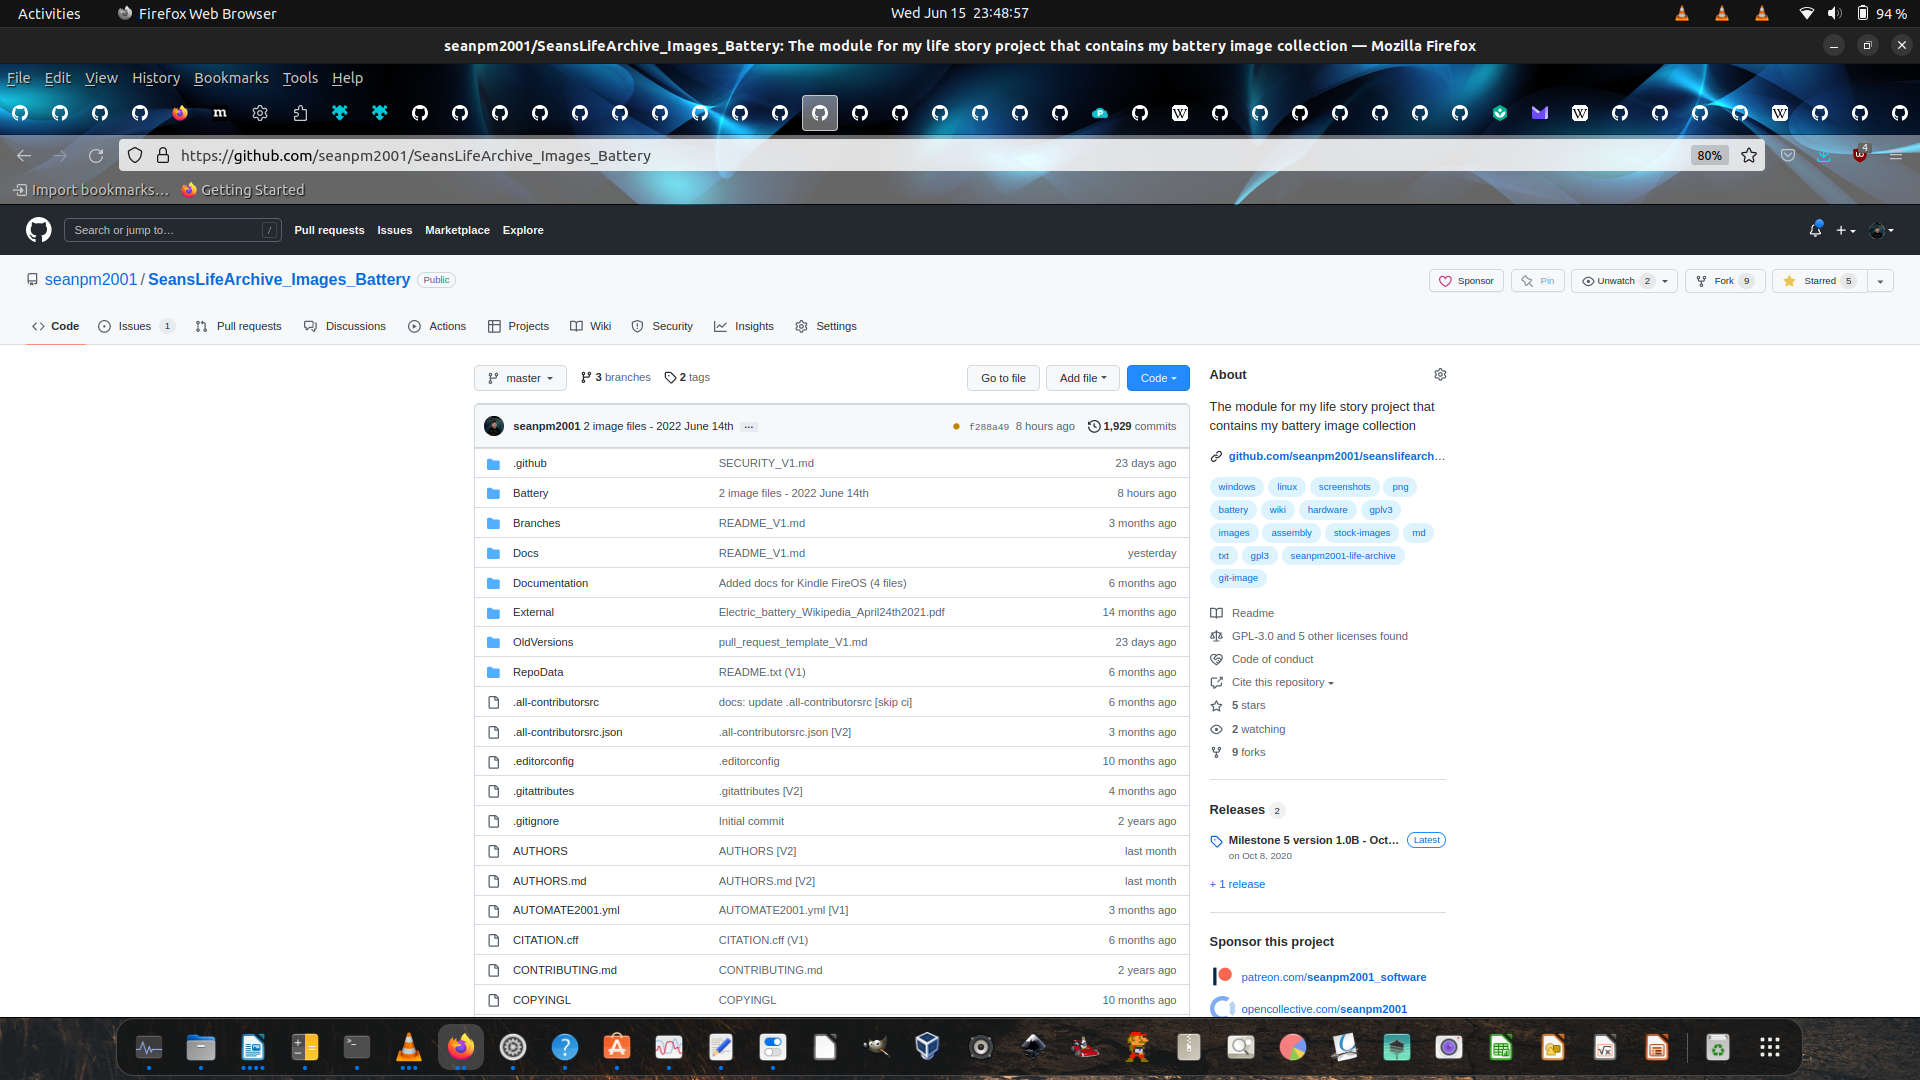 Activities
Firefox Web Browser
Wed Jun 15 23:48:57
94 %
seanpm2001/SeansLifeArchive_Images_Battery: The module for my life story project that contains my battery image collection — Mozilla Firefox
File Edit View History Bookmarks Tools Help
https://github.com/seanpm2001/SeansLifeArchive_Images_Battery
80%
4
Import bookmarks…
Getting Started
Search or jump to…
/
Pull requests Issues Marketplace Explore
seanpm2001 / SeansLifeArchive_Images_Battery
Public
Sponsor
Pin
Unwatch 2
Fork 9
Starred 5
Code
Issues 1
Pull requests
Discussions
Actions
Projects
Wiki
Security
Insights
Settings
master
3 branches
2 tags
Go to file
Add file
Code
seanpm2001 2 image files - 2022 June 14th ...
f288a49 8 hours ago
1,929 commits
.github SECURITY_V1.md 23 days ago
Battery 2 image files - 2022 June 14th 8 hours ago
Branches README_V1.md 3 months ago
Docs README_V1.md yesterday
Documentation Added docs for Kindle FireOS (4 files) 6 months ago
External Electric_battery_Wikipedia_April24th2021.pdf 14 months ago
OldVersions pull_request_template_V1.md 23 days ago
RepoData README.txt (V1) 6 months ago
.all-contributorsrc docs: update .all-contributorsrc [skip ci] 6 months ago
.all-contributorsrc.json .all-contributorsrc.json [V2] 3 months ago
.editorconfig .editorconfig 10 months ago
.gitattributes .gitattributes [V2] 4 months ago
.gitignore Initial commit 2 years ago
AUTHORS AUTHORS [V2] last month
AUTHORS.md AUTHORS.md [V2] last month
AUTOMATE2001.yml AUTOMATE2001.yml [V1] 3 months ago
CITATION.cff CITATION.cff (V1) 6 months ago
CONTRIBUTING.md CONTRIBUTING.md 2 years ago
COPYINGL COPYINGL 10 months ago
About
The module for my life story project that
contains my battery image collection
github.com/seanpm2001/seanslifearch…
windows linux screenshots png
battery wiki hardware gplv3
images assembly stock-images md
txt gpl3 seanpm2001-life-archive
git-image
Readme
GPL-3.0 and 5 other licenses found
Code of conduct
Cite this repository
5 stars
2 watching
9 forks
Releases 2
Milestone 5 version 1.0B - Oct…
Latest
on Oct 8, 2020
+ 1 release
Sponsor this project
patreon.com/seanpm2001_software
opencollective.com/seanpm2001